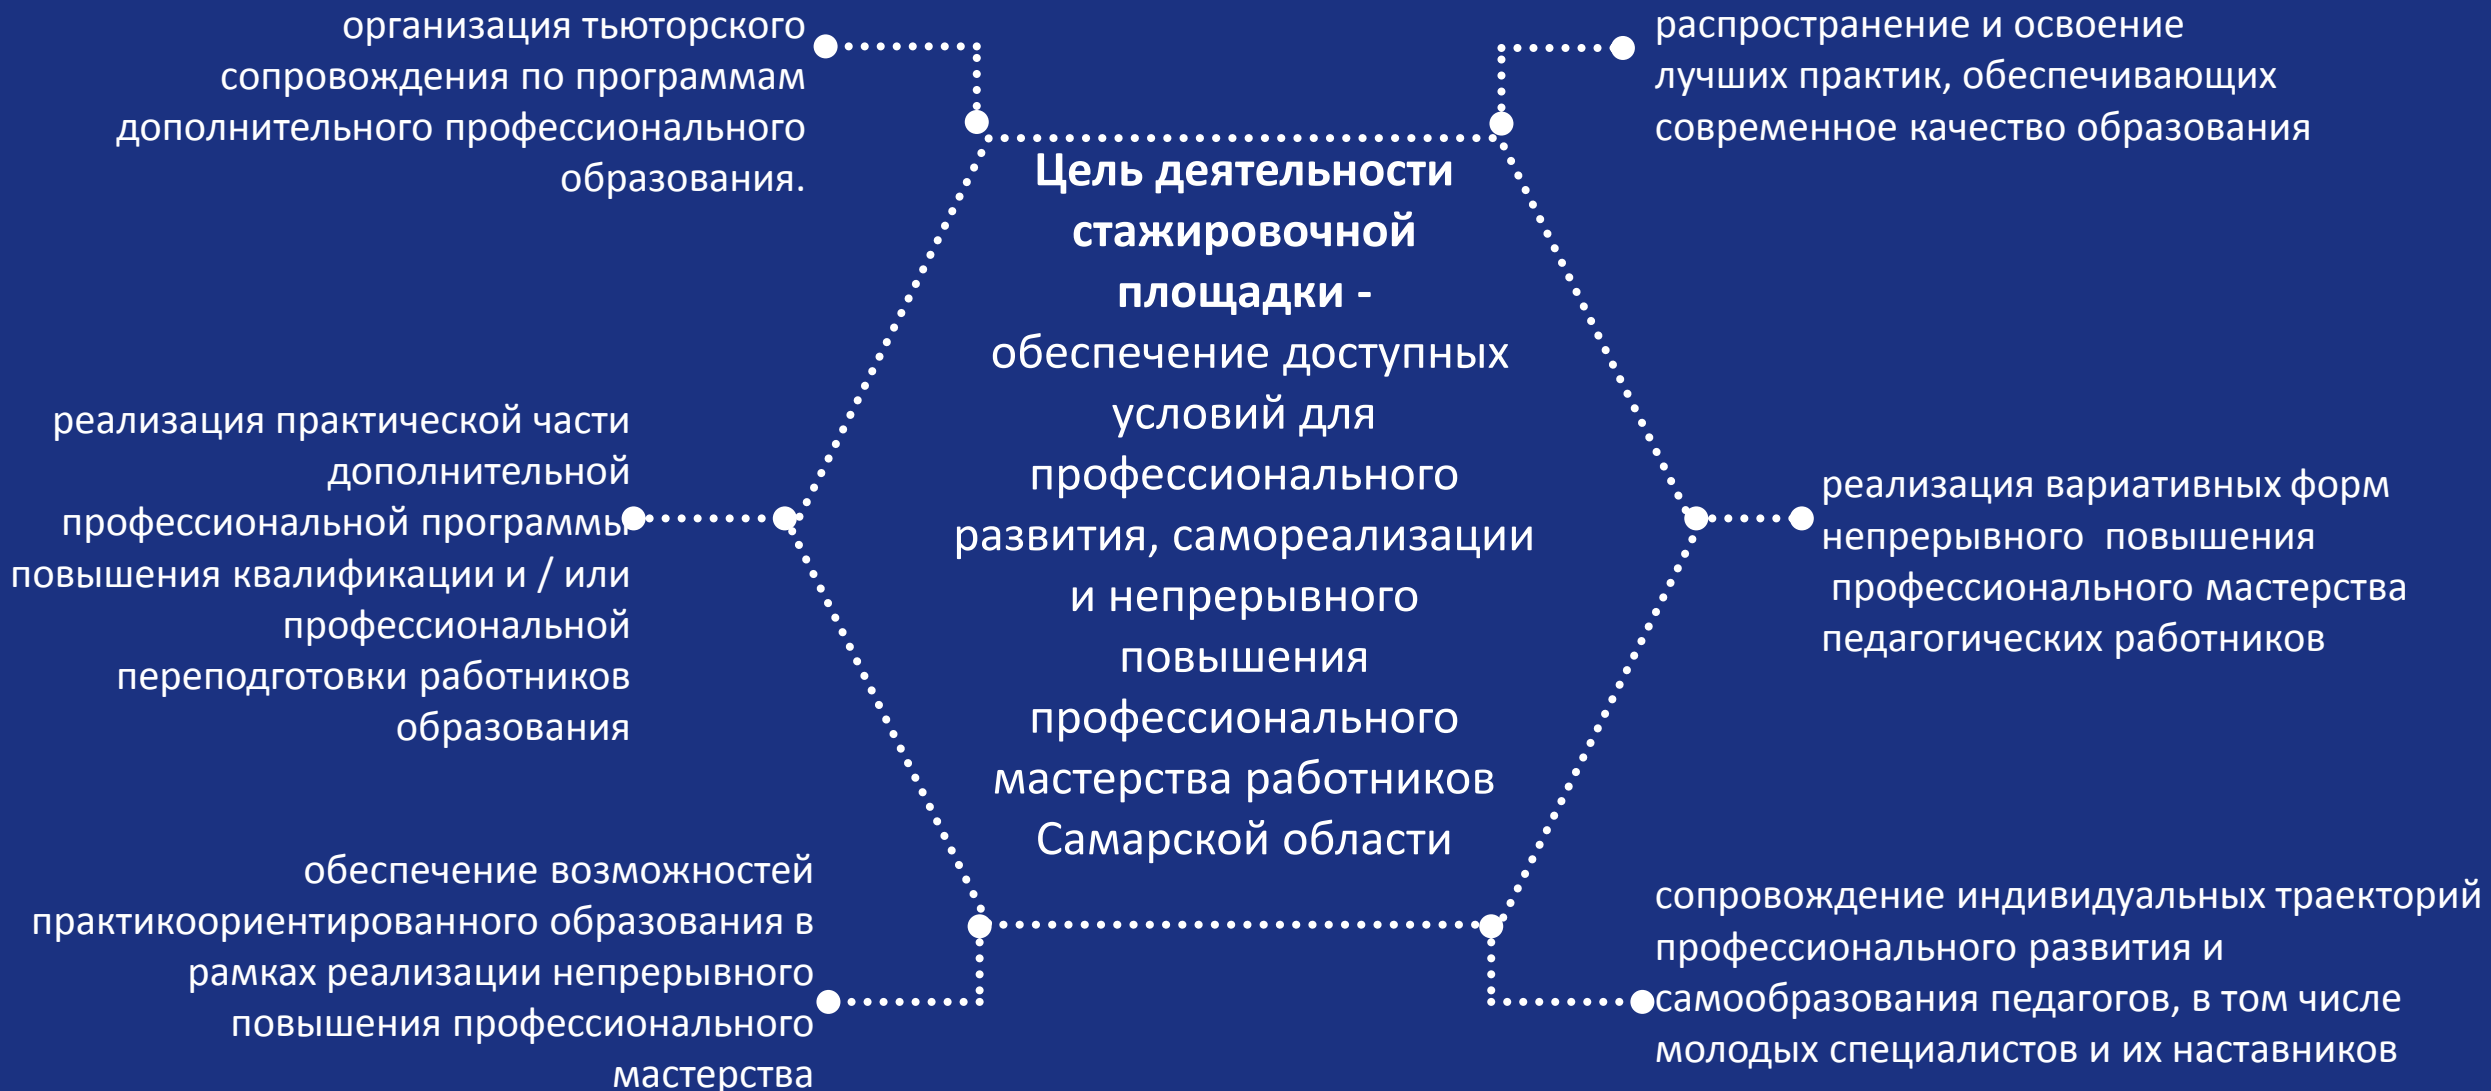 организация тьюторского
сопровождения по программам
дополнительного профессионального
образования.
распространение и освоение
лучших практик, обеспечивающих
современное качество образования
Цель деятельности
стажировочной
площадки -
обеспечение доступных
условий для
профессионального
развития, самореализации
и непрерывного
повышения
профессионального
мастерства работников
Самарской области
реализация практической части
дополнительной
профессиональной программы
повышения квалификации и / или
профессиональной
переподготовки работников
образования
реализация вариативных форм
непрерывного  повышения
профессионального мастерства
педагогических работников
обеспечение возможностей
практикоориентированного образования в
рамках реализации непрерывного
повышения профессионального
мастерства
сопровождение индивидуальных траекторий
профессионального развития и
самообразования педагогов, в том числе
молодых специалистов и их наставников